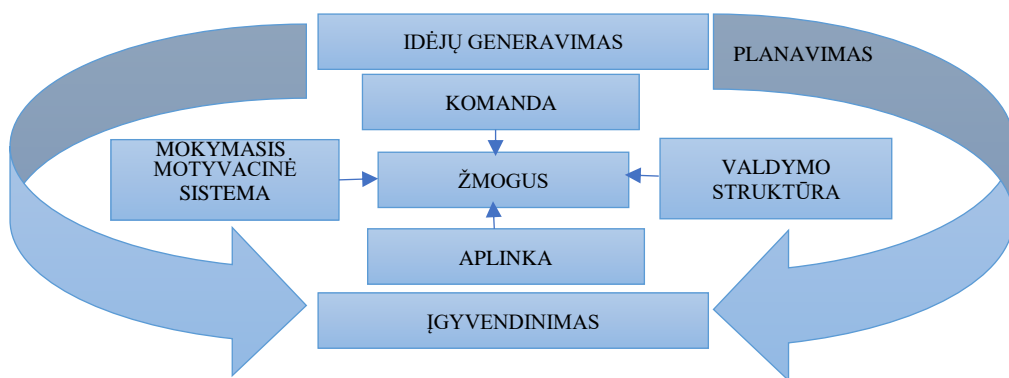 IDĖJŲ GENERAVIMAS
PLANAVIMAS
KOMANDA
MOKYMASIS
MOTYVACINĖ
SISTEMA
ŽMOGUS
VALDYMO
STRUKTŪRA
APLINKA
ĮGYVENDINIMAS